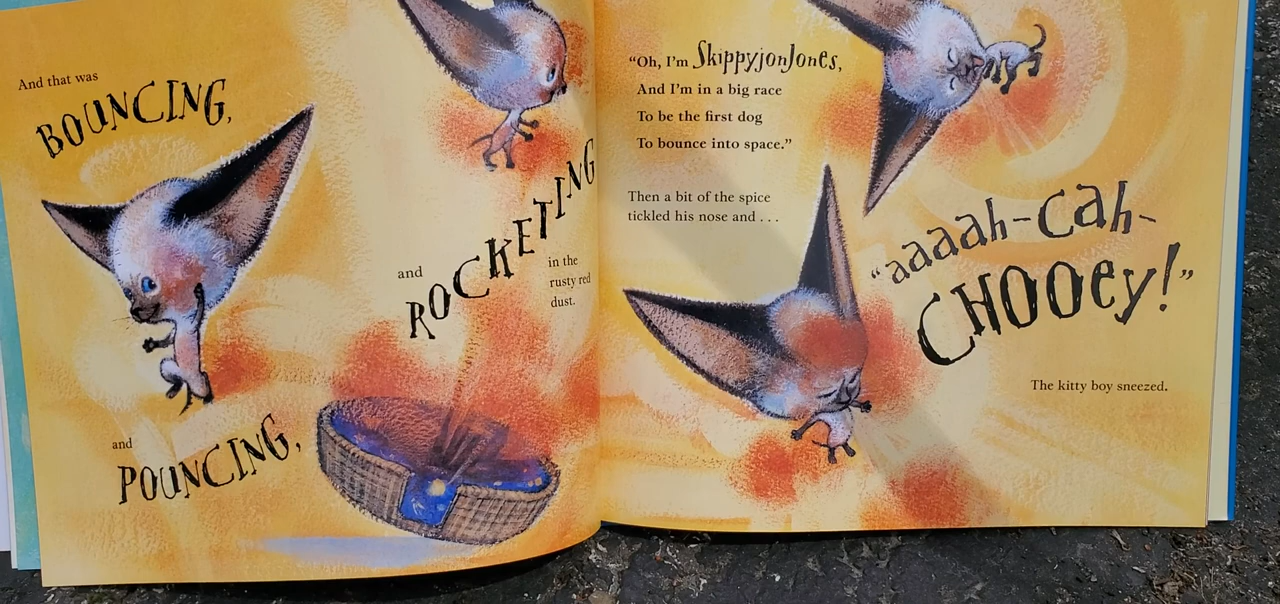 And that was
BOUNCING,
and
POUNCING,
and
ROCKETING
in the
rusty red
dust.
“Oh, I’m SkippyjonJones,
And I’m in a big race
To be the first dog
To bounce into space.”
Then a bit of the spice
tickled his nose and . . .
“aaaah-cah-
CHOOey!”
The kitty boy sneezed.